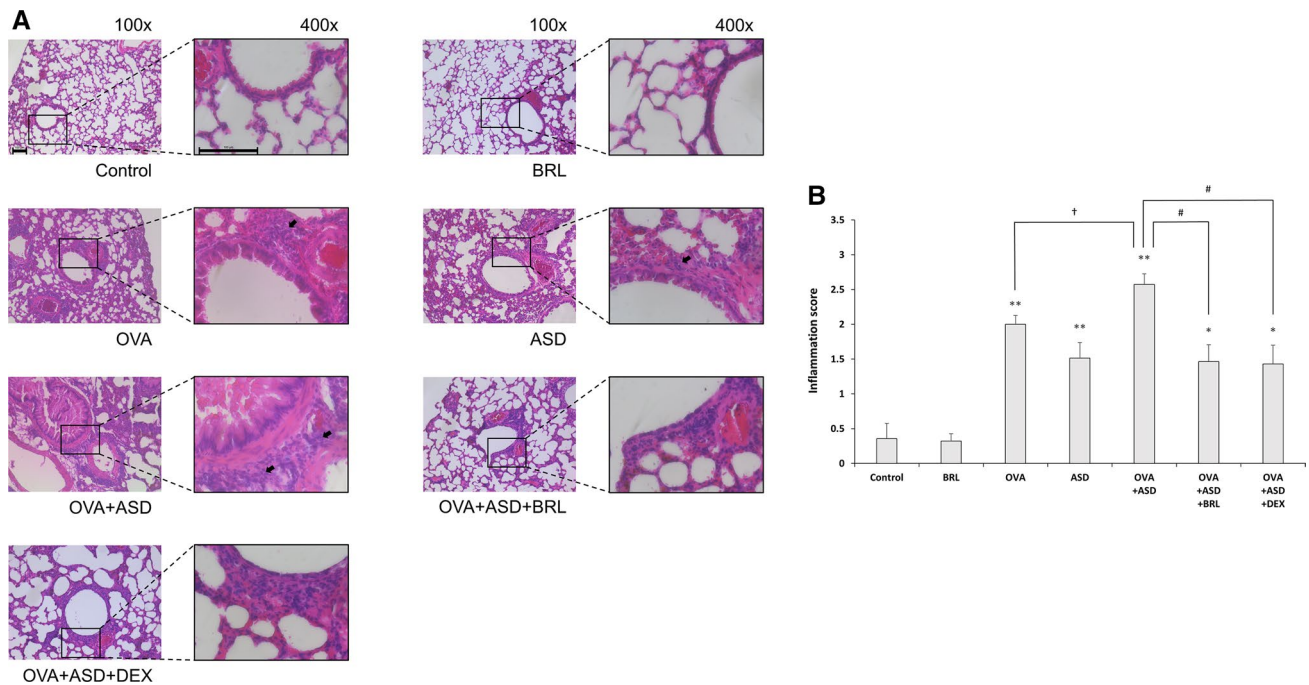 A
100x 400x 100x 400x
Control BRL
OVA ASD
OVA+ASD OVA+ASD+BRL
OVA+ASD+DEX
B
Inflammation score
3.5
3
2.5
2
1.5
1
0.5
0
† # #
** ** ** * *
Control BRL OVA ASD OVA OVA OVA
+ASD +ASD +ASD
+BRL +DEX